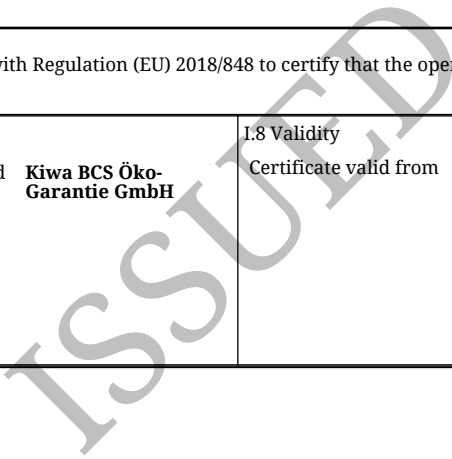 with Regulation (EU) 2018/848 to certify that the
Kiwa BCS Öko-
Garantie GmbH
I.8 Validity
Certificate valid from
ISSUED